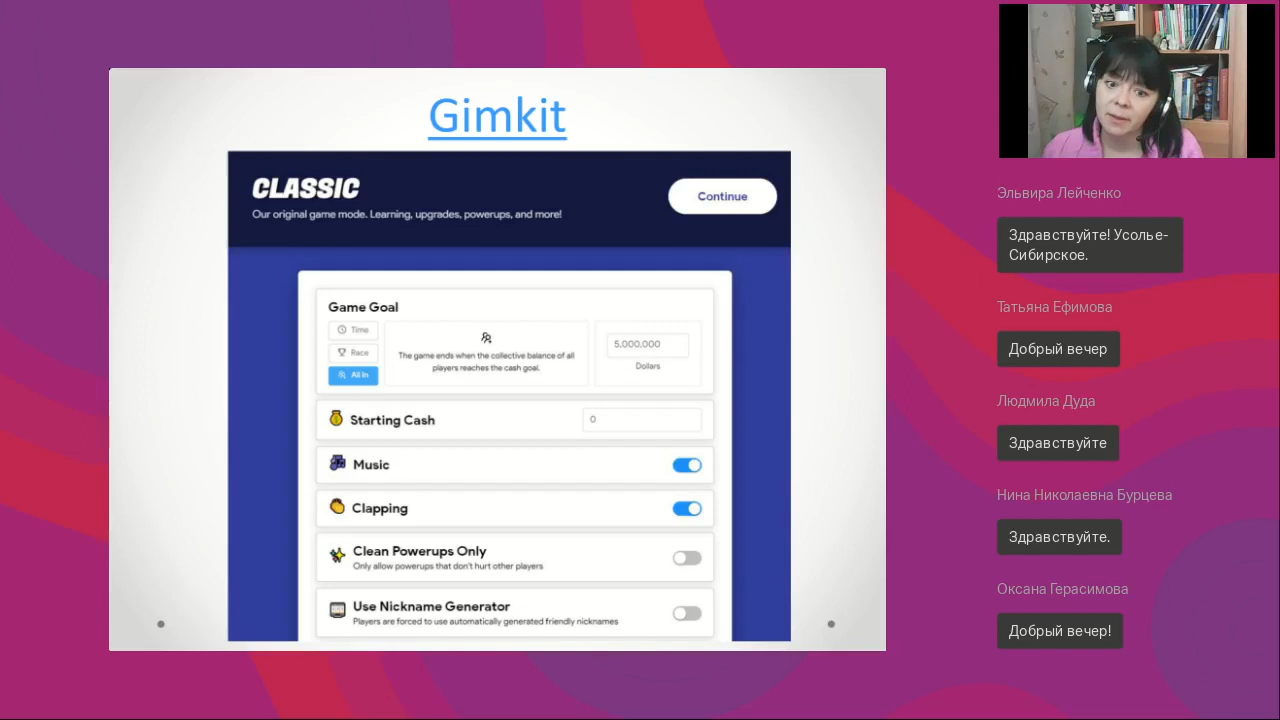 Gimkit
CLASSIC
Our original game mode. Learning, upgrades, powerups, and more!
Continue
Game Goal
Time
Race
All In
The game ends when the collective balance of all
players reaches the cash goal.
5,000,000
Dollars
Starting Cash
0
Music
Clapping
Clean Powerups Only
Only allow powerups that don't hurt other players
Use Nickname Generator
Players are forced to use automatically generated friendly nicknames
Эльвира Лейченко
Здравствуйте! Усолье-
Сибирское.
Татьяна Ефимова
Добрый вечер
Людмила Дуда
Здравствуйте
Нина Николаевна Бурцева
Здравствуйте.
Оксана Герасимова
Добрый вечер!